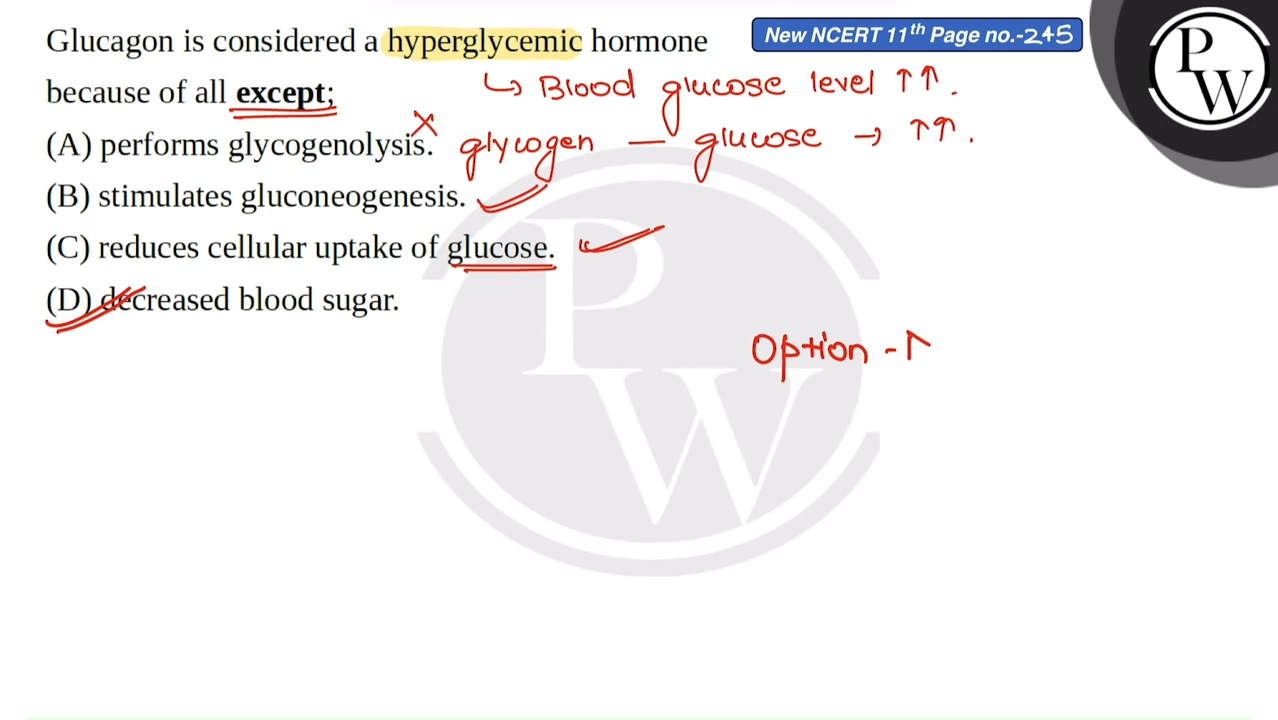 Glucagon is considered a hyperglycemic hormone
New NCERT 11th Page no.-245
P
W
because of all except;
↳ Blood glucose level ↑↑.
(A) performs glycogenolysis.
glycogen — glucose → ↑↑.
(B) stimulates gluconeogenesis.
(C) reduces cellular uptake of glucose.
(D) decreased blood sugar.
Option -
P
W